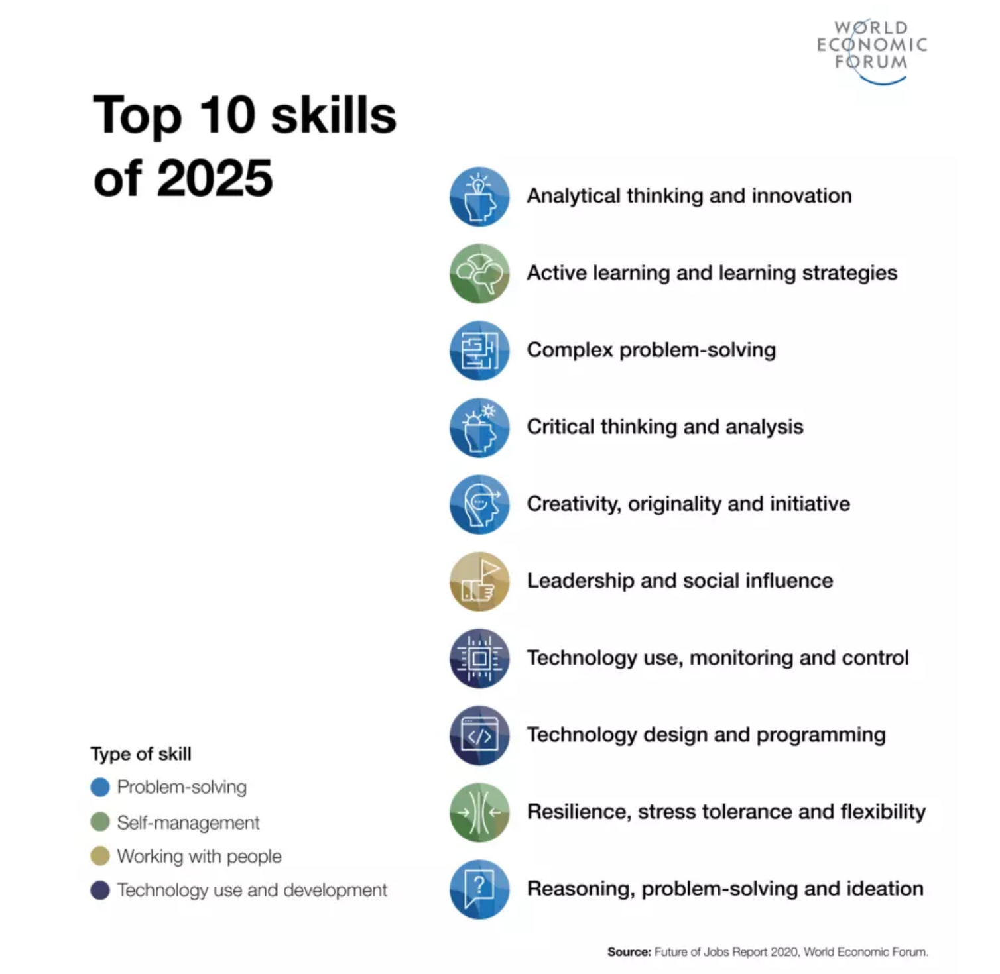 WORLD
ECONOMIC
FORUM
Top 10 skills
of 2025
Analytical thinking and innovation
Active learning and learning strategies
Complex problem-solving
Critical thinking and analysis
Creativity, originality and initiative
Leadership and social influence
Technology use, monitoring and control
</>
Technology design and programming
Resilience, stress tolerance and flexibility
?
Reasoning, problem-solving and ideation
Type of skill
Problem-solving
Self-management
Working with people
Technology use and development
Source: Future of Jobs Report 2020, World Economic Forum.